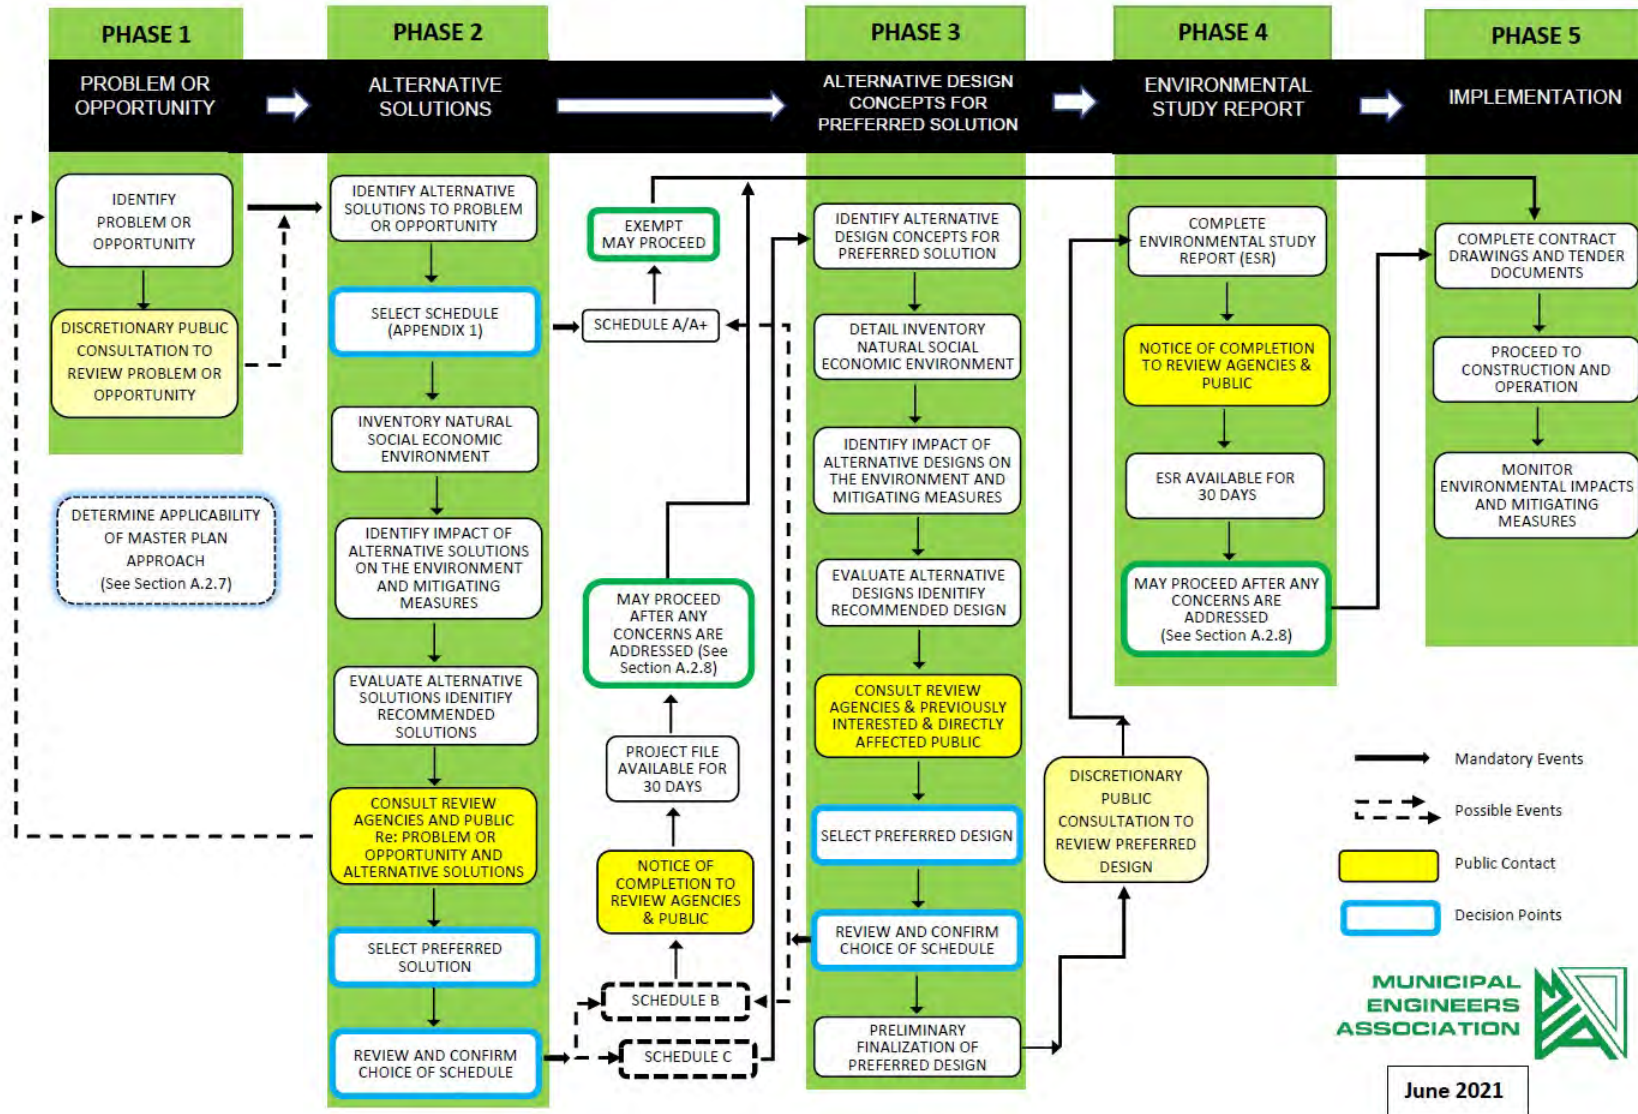 PHASE 1
PHASE 2
PHASE 3
PHASE 4
PHASE 5
PROBLEM OR
OPPORTUNITY
ALTERNATIVE
SOLUTIONS
ALTERNATIVE DESIGN
CONCEPTS FOR
PREFERRED SOLUTION
ENVIRONMENTAL
STUDY REPORT
IMPLEMENTATION
IDENTIFY
PROBLEM OR
OPPORTUNITY
DISCRETIONARY PUBLIC
CONSULTATION TO
REVIEW PROBLEM OR
OPPORTUNITY
DETERMINE APPLICABILITY
OF MASTER PLAN
APPROACH
(See Section A.2.7)
IDENTIFY ALTERNATIVE
SOLUTIONS TO PROBLEM
OR OPPORTUNITY
SELECT SCHEDULE
(APPENDIX 1)
INVENTORY NATURAL
SOCIAL ECONOMIC
ENVIRONMENT
IDENTIFY IMPACT OF
ALTERNATIVE SOLUTIONS
ON THE ENVIRONMENT
AND MITIGATING
MEASURES
EVALUATE ALTERNATIVE
SOLUTIONS IDENITIFY
RECOMMENDED
SOLUTIONS
CONSULT REVIEW
AGENCIES AND PUBLIC
Re: PROBLEM OR
OPPORTUNITY AND
ALTERNATIVE SOLUTIONS
SELECT PREFERRED
SOLUTION
REVIEW AND CONFIRM
CHOICE OF SCHEDULE
EXEMPT
MAY PROCEED
SCHEDULE A/A+
MAY PROCEED
AFTER ANY
CONCERNS ARE
ADDRESSED (See
Section A.2.8)
PROJECT FILE
AVAILABLE FOR
30 DAYS
NOTICE OF
COMPLETION TO
REVIEW AGENCIES
& PUBLIC
SCHEDULE B
SCHEDULE C
IDENTIFY ALTERNATIVE
DESIGN CONCEPTS FOR
PREFERRED SOLUTION
DETAIL INVENTORY
NATURAL SOCIAL
ECONOMIC ENVIRONMENT
IDENTIFY IMPACT OF
ALTERNATIVE DESIGNS ON
THE ENVIRONMENT AND
MITIGATING MEASURES
EVALUATE ALTERNATIVE
DESIGNS IDENITIFY
RECOMMENDED DESIGN
CONSULT REVIEW
AGENCIES & PREVIOUSLY
INTERESTED & DIRECTLY
AFFECTED PUBLIC
SELECT PREFERRED DESIGN
REVIEW AND CONFIRM
CHOICE OF SCHEDULE
PRELIMINARY
FINALIZATION OF
PREFERRED DESIGN
DISCRETIONARY
PUBLIC
CONSULTATION TO
REVIEW PREFERRED
DESIGN
COMPLETE
ENVIRONMENTAL STUDY
REPORT (ESR)
NOTICE OF COMPLETION
TO REVIEW AGENCIES &
PUBLIC
ESR AVAILABLE FOR
30 DAYS
MAY PROCEED AFTER ANY
CONCERNS ARE
ADDRESSED
(See Section A.2.8)
COMPLETE CONTRACT
DRAWINGS AND TENDER
DOCUMENTS
PROCEED TO
CONSTRUCTION AND
OPERATION
MONITOR
ENVIRONMENTAL IMPACTS
AND MITIGATING
MEASURES
Mandatory Events
Possible Events
Public Contact
Decision Points
MUNICIPAL
ENGINEERS
ASSOCIATION
MEA
June 2021